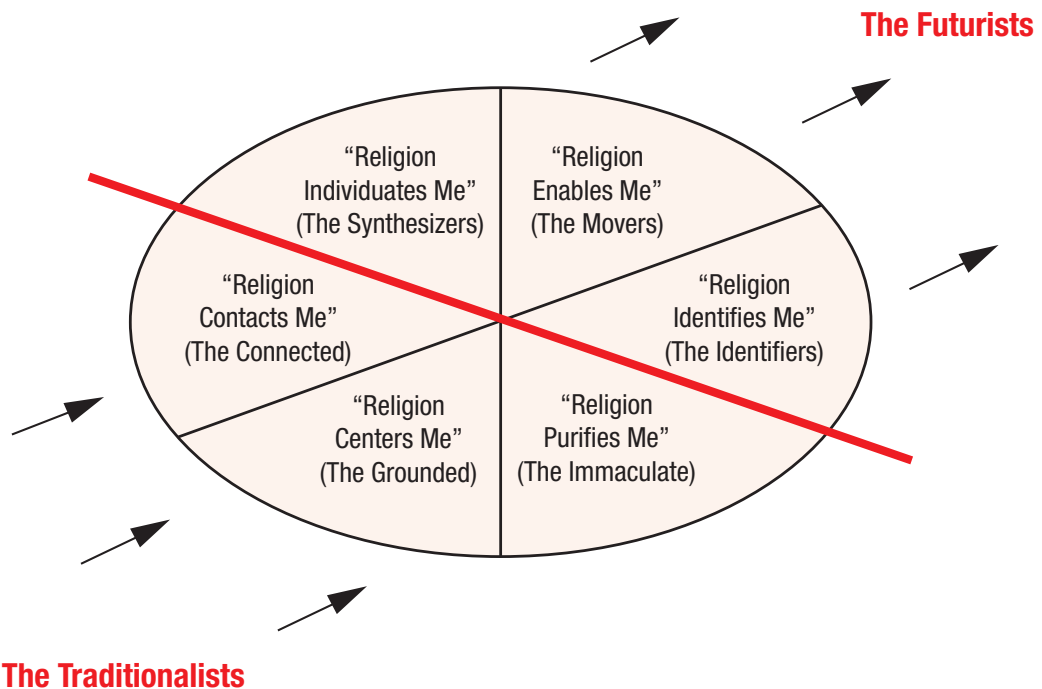 The Futurists
“Religion
Individuates Me”
(The Synthesizers)
“Religion
Enables Me”
(The Movers)
“Religion
Contacts Me”
(The Connected)
“Religion
Identifies Me”
(The Identifiers)
“Religion
Centers Me”
(The Grounded)
“Religion
Purifies Me”
(The Immaculate)
The Traditionalists